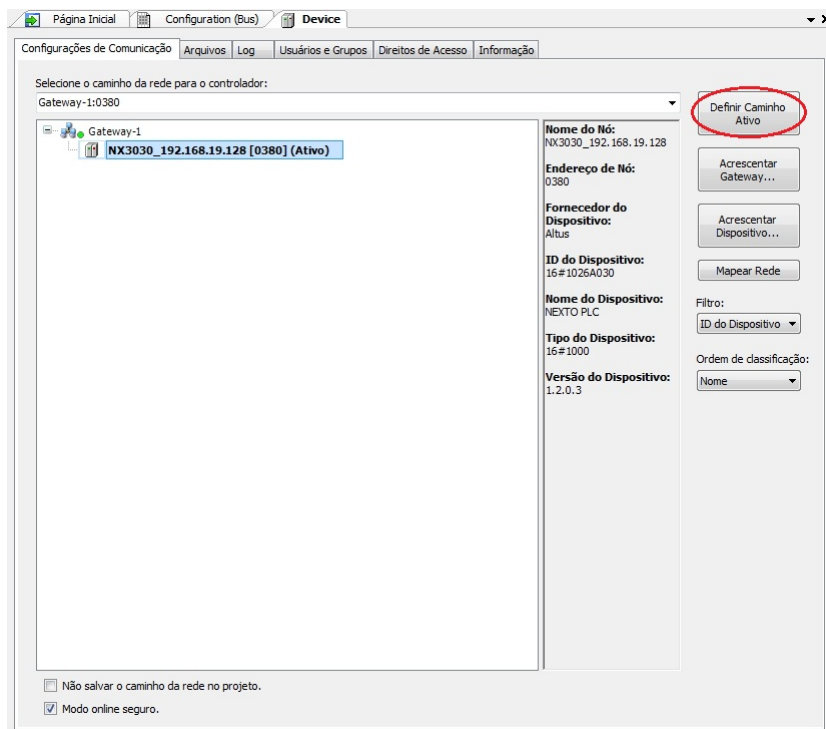 Página Inicial
Configuration (Bus)
Device
Configurações de Comunicação
Arquivos
Log
Usuários e Grupos
Direitos de Acesso
Informação
Selecione o caminho da rede para o controlador:
Gateway-1:0380
Gateway-1
NX3030_192.168.19.128 [0380] (Ativo)
Nome do Nó:
NX3030_192.168.19.128
Endereço de Nó:
0380
Fornecedor do
Dispositivo:
Altus
ID do Dispositivo:
16#1026A030
Nome do Dispositivo:
NEXTO PLC
Tipo do Dispositivo:
16#1000
Versão do Dispositivo:
1.2.0.3
Definir Caminho
Ativo
Acrescentar
Gateway...
Acrescentar
Dispositivo...
Mapear Rede
Filtro:
ID do Dispositivo
Ordem de classificação:
Nome
Não salvar o caminho da rede no projeto.
Modo online seguro.